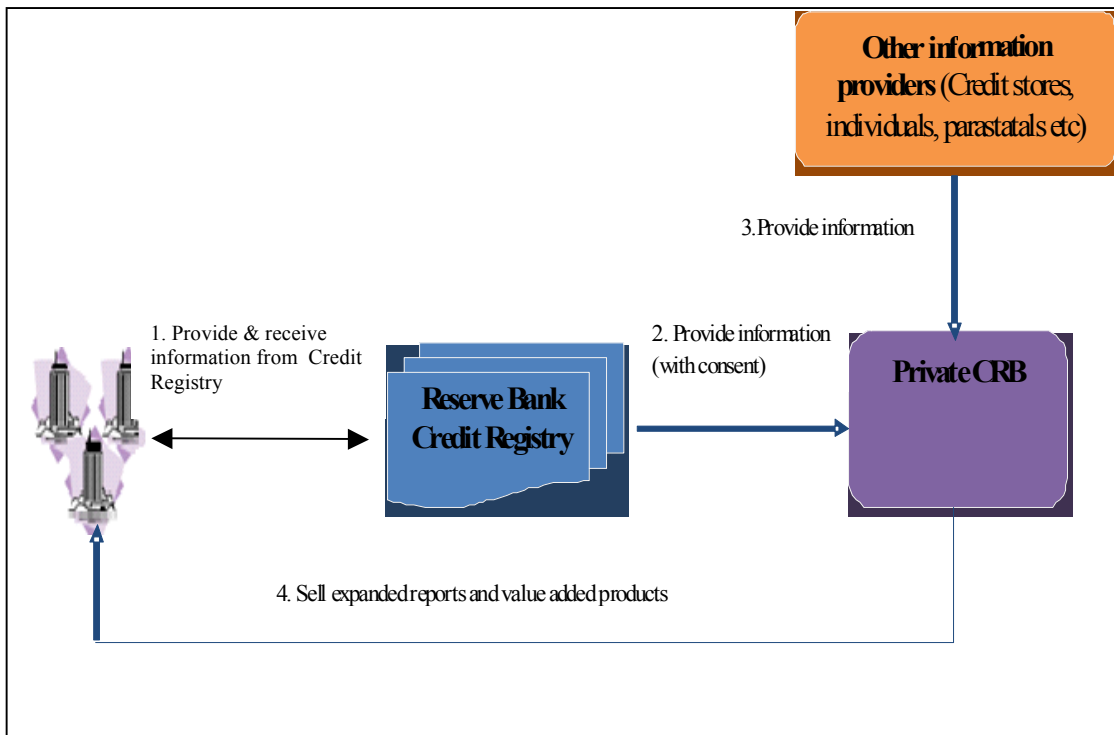 Other information
providers (Credit stores,
individuals, parastatals etc)
3.Provide information
1. Provide & receive
information from Credit
Registry
2. Provide information
(with consent)
Reserve Bank
Credit Registry
Private CRB
4. Sell expanded reports and value added products